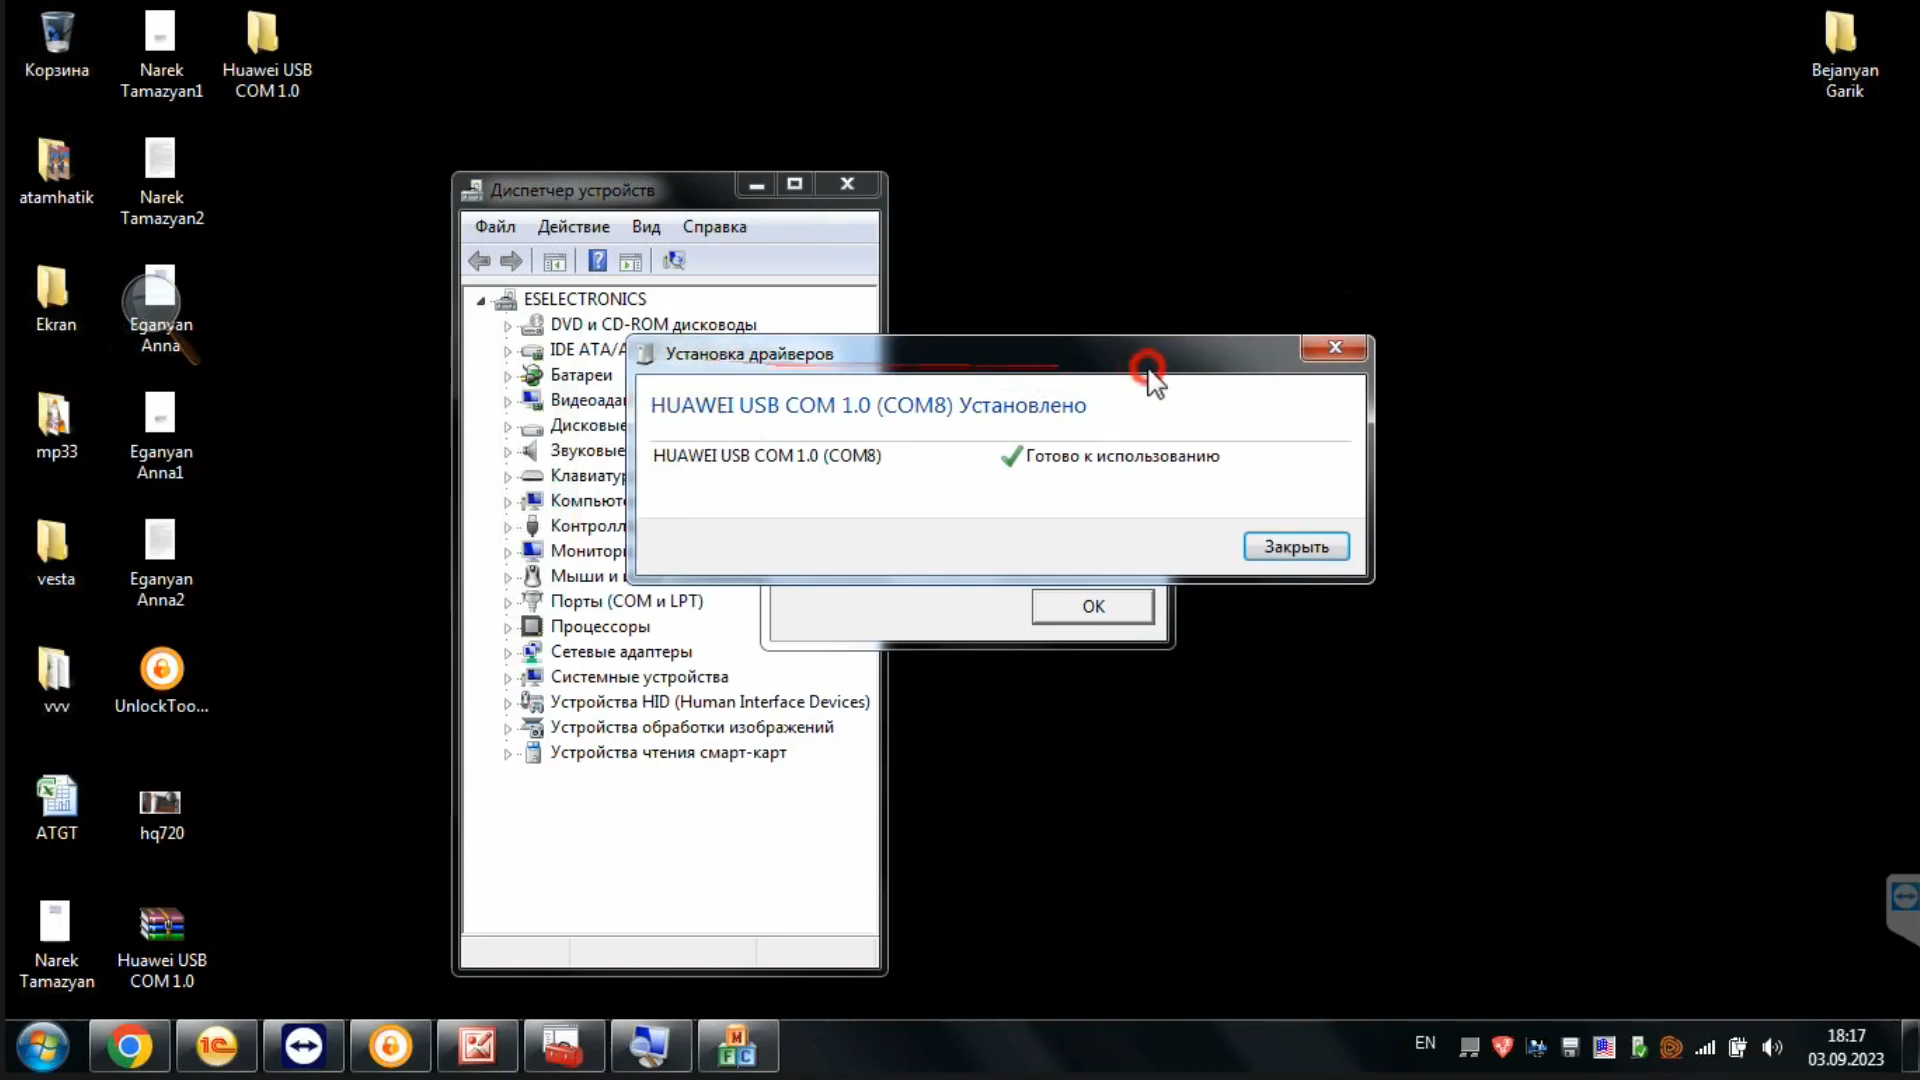 Корзина
Narek
Tamazyan1
Huawei USB
COM 1.0
Bejanyan
Garik
atamhatik
Narek
Tamazyan2
Ekran
Eganyan
Anna
mp33
Eganyan
Anna1
vesta
Eganyan
Anna2
vvv
UnlockToo...
ATGT
hq720
Narek
Tamazyan
Huawei USB
COM 1.0
Диспетчер устройств
Файл Действие Вид Справка
ESELECTRONICS
DVD и CD-ROM дисководы
IDE ATA/A
Батареи
Видеоада
Дисковые
Звуковые
Клавиатур
Компьюте
Контролл
Монитор
Мыши и
Порты (COM и LPT)
Процессоры
Сетевые адаптеры
Системные устройства
Устройства HID (Human Interface Devices)
Устройства обработки изображений
Устройства чтения смарт-карт
Установка драйверов
HUAWEI USB COM 1.0 (COM8) Установлено
HUAWEI USB COM 1.0 (COM8) Готово к использованию
Закрыть
OK
1С
M
F C
EN
18:17
03.09.2023